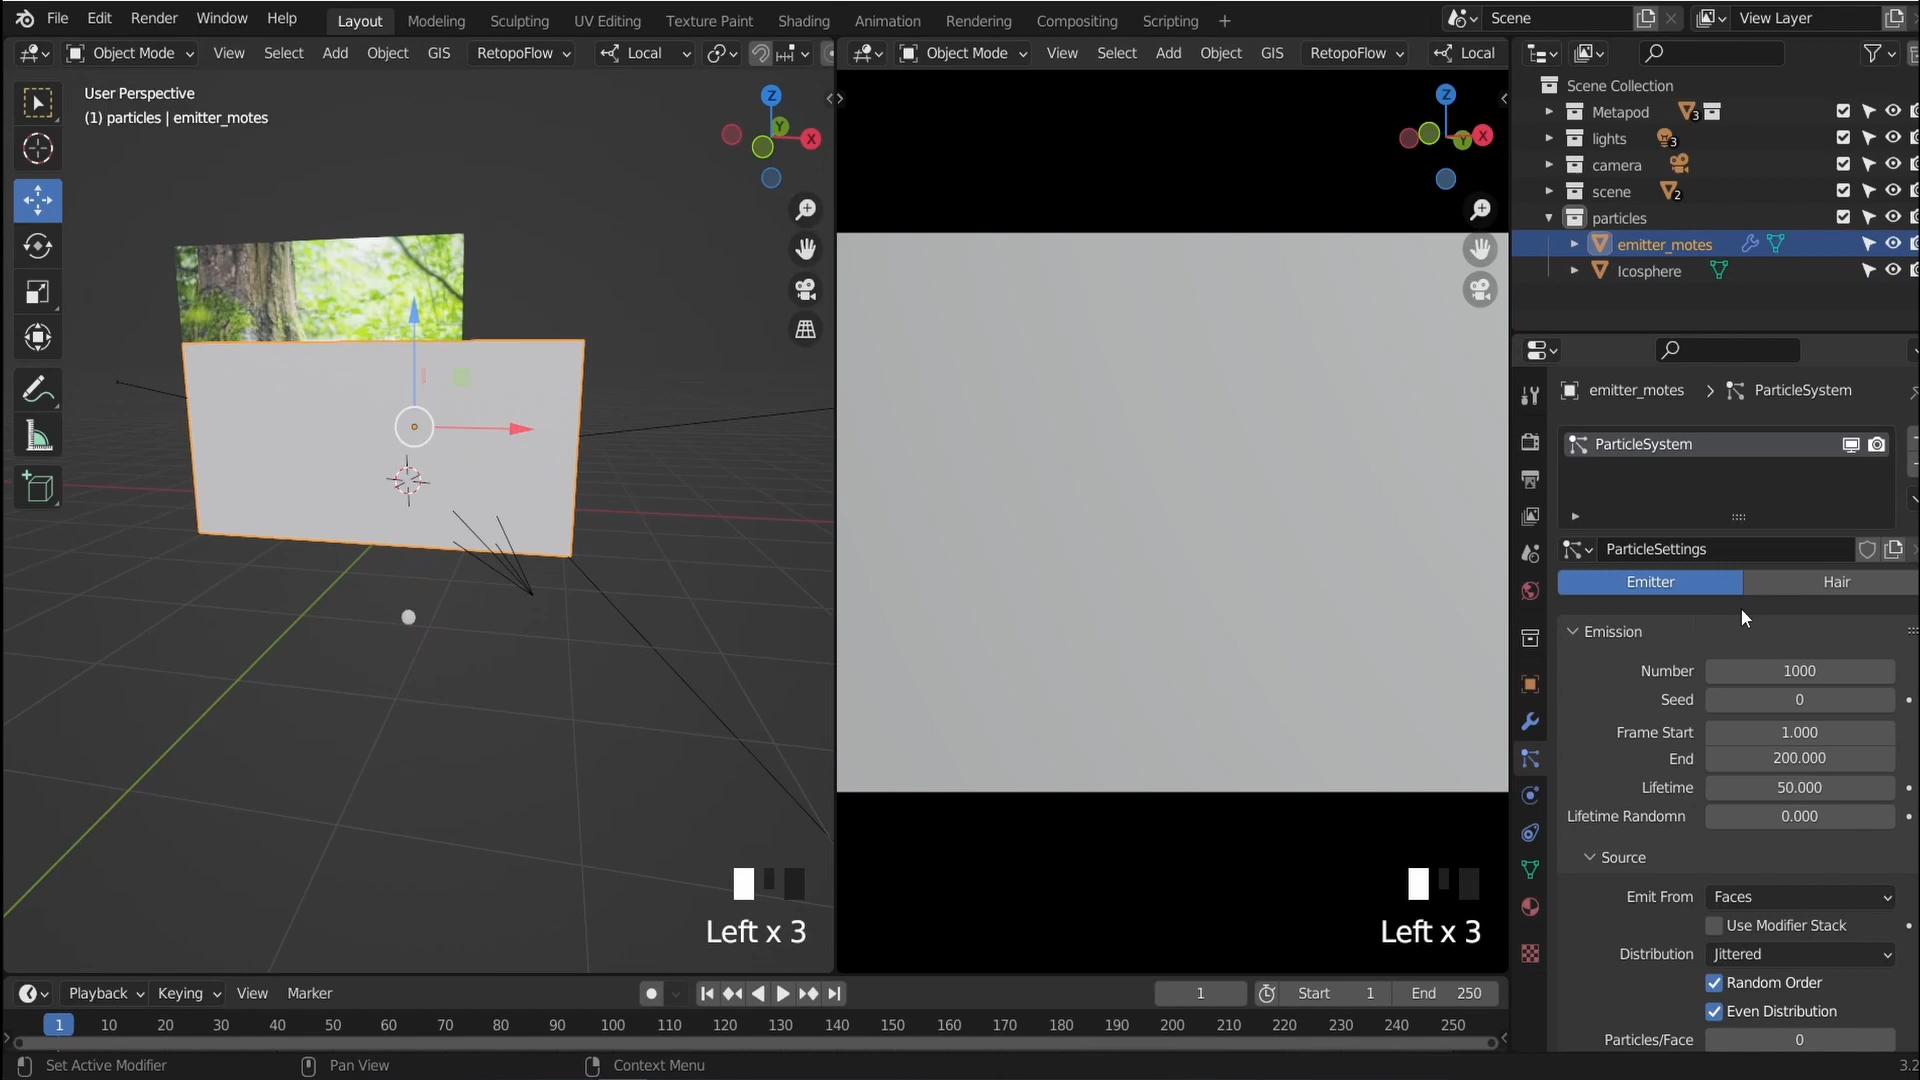 File Edit Render Window Help Layout Modeling Sculpting UV Editing Texture Paint Shading Animation Rendering Compositing Scripting + Scene View Layer
Object Mode View Select Add Object GIS RetopoFlow Local
Object Mode View Select Add Object GIS RetopoFlow Local
User Perspective
(1) particles | emitter_motes
Z
Y
X
Z
Y
X
Scene Collection
Metapod 3
lights 3
camera
scene 2
particles
emitter_motes
Icosphere
emitter_motes > ParticleSystem
ParticleSystem
ParticleSettings
Emitter Hair
Emission
Number 1000
Seed 0
Frame Start 1.000
End 200.000
Lifetime 50.000
Lifetime Randomn 0.000
Source
Emit From Faces
Use Modifier Stack
Distribution Jittered
Random Order
Even Distribution
Particles/Face 0
Left x 3
Left x 3
Playback Keying View Marker 1 Start 1 End 250
1 10 20 30 40 50 60 70 80 90 100 110 120 130 140 150 160 170 180 190 200 210 220 230 240 250
Set Active Modifier Pan View Context Menu 3.2